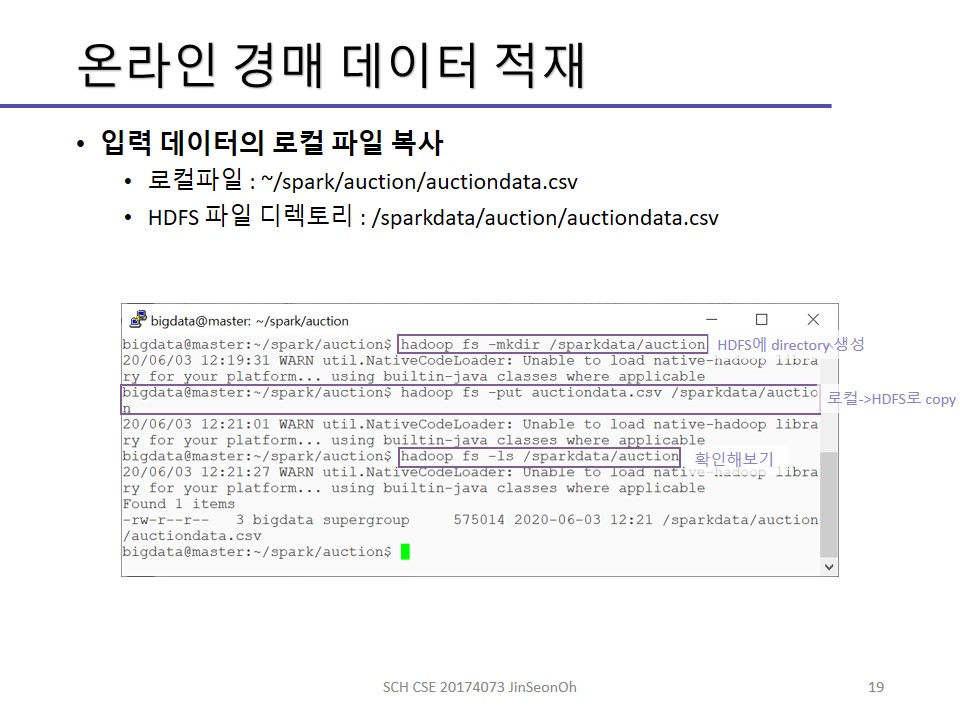 온라인 경매 데이터 적재
• 입력 데이터의 로컬 파일 복사
• 로컬파일 : ~/spark/auction/auctiondata.csv
• HDFS 파일 디렉토리 : /sparkdata/auction/auctiondata.csv
bigdata@master: ~/spark/auction
bigdata@master:~/spark/auction$ hadoop fs -mkdir /sparkdata/auction HDFS에 directory 생성
20/06/03 12:19:31 WARN util.NativeCodeLoader: Unable to load native-hadoop libra
ry for your platform... using builtin-java classes where applicable
bigdata@master:~/spark/auction$ hadoop fs -put auctiondata.csv /sparkdata/auctio
n
로컬->HDFS로 copy
20/06/03 12:21:01 WARN util.NativeCodeLoader: Unable to load native-hadoop libra
ry for your platform... using builtin-java classes where applicable
bigdata@master:~/spark/auction$ hadoop fs -ls /sparkdata/auction 확인해보기
20/06/03 12:21:27 WARN util.NativeCodeLoader: Unable to load native-hadoop libra
ry for your platform... using builtin-java classes where applicable
Found 1 items
-rw-r--r--   3 bigdata supergroup     575014 2020-06-03 12:21 /sparkdata/auction
/auctiondata.csv
bigdata@master:~/spark/auction$
SCH CSE 20174073 JinSeonOh
19